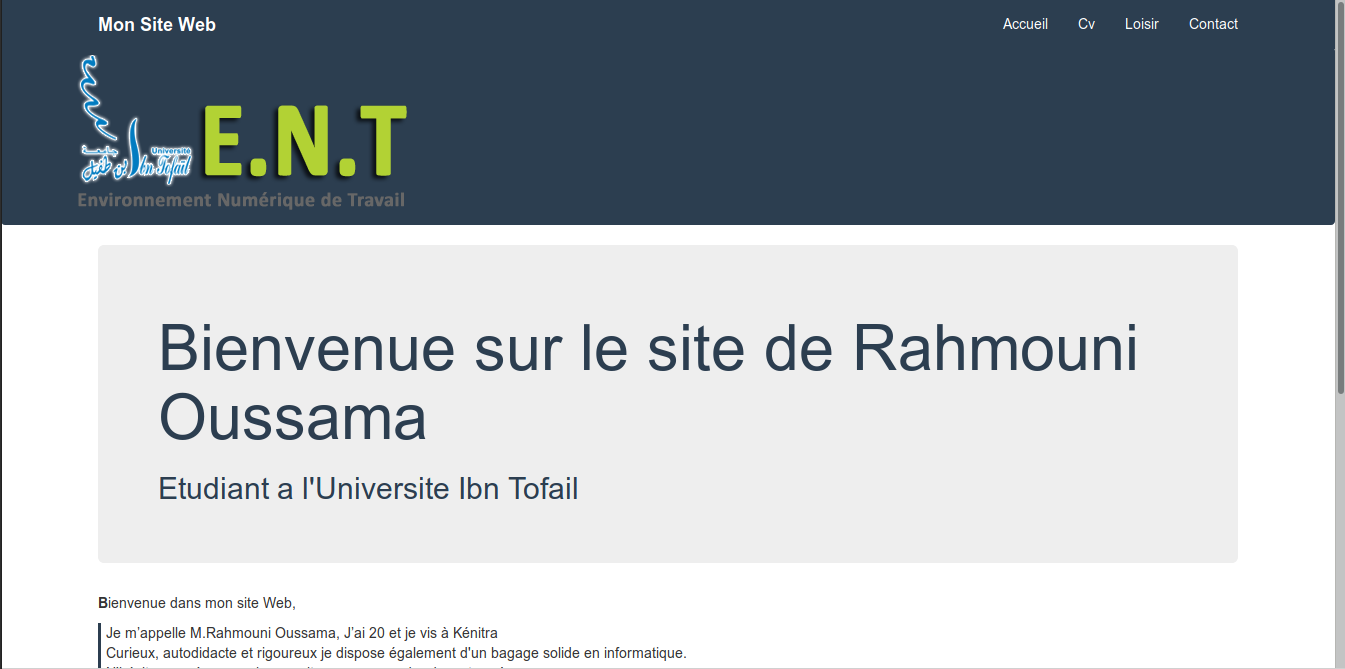 Mon Site Web
Accueil Cv Loisir Contact
جامعة
ابن طفيل
Université
Ibn Tofail
E.N.T
Environnement Numérique de Travail
Bienvenue sur le site de Rahmouni
Oussama
Etudiant a l'Universite Ibn Tofail
Bienvenue dans mon site Web,
Je m’appelle M.Rahmouni Oussama, J’ai 20 et je vis à Kénitra
Curieux, autodidacte et rigoureux je dispose également d'un bagage solide en informatique.